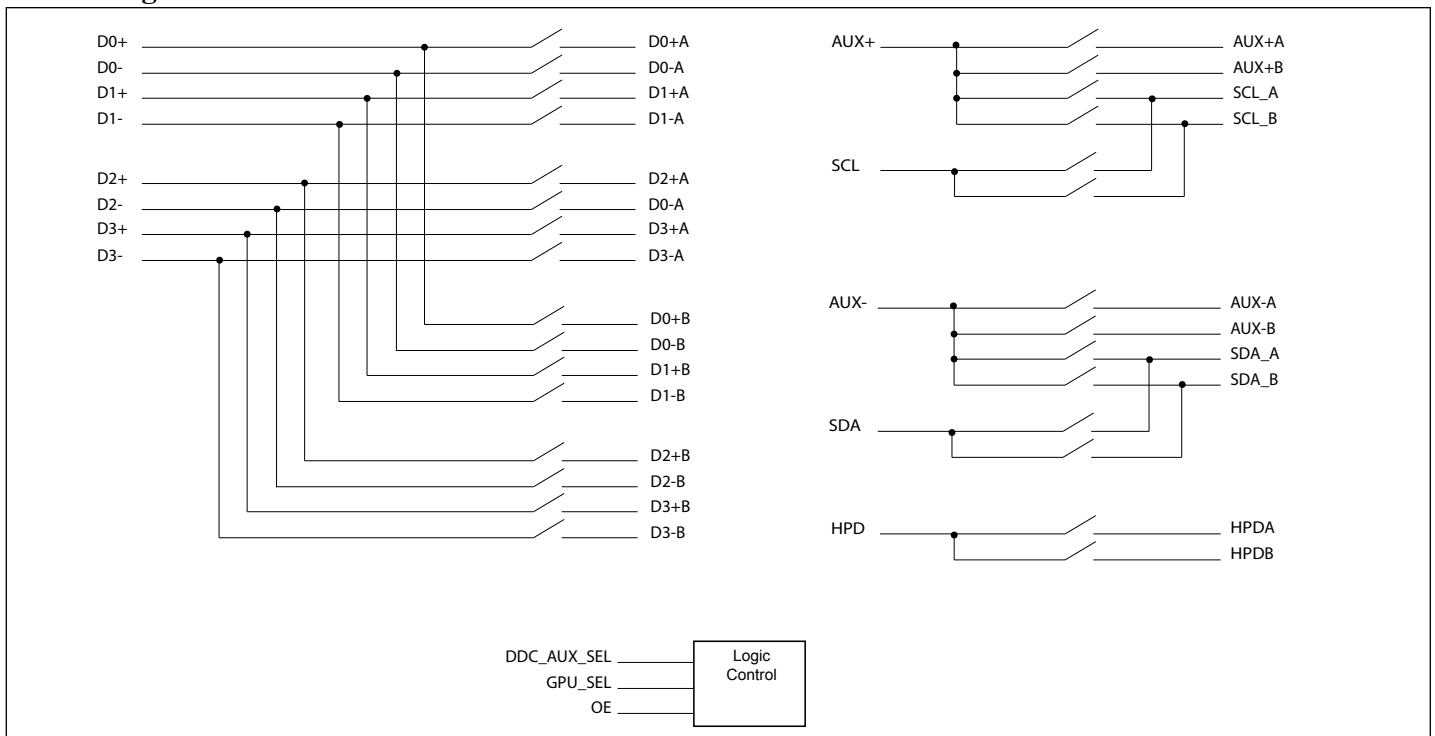 D0+
D0-
D1+
D1-
D2+
D2-
D3+
D3-
D0+A
D0-A
D1+A
D1-A
D2+A
D0-A
D3+A
D3-A
D0+B
D0-B
D1+B
D1-B
D2+B
D2-B
D3+B
D3-B
AUX+
SCL
AUX+A
AUX+B
SCL_A
SCL_B
AUX-
SDA
AUX-A
AUX-B
SDA_A
SDA_B
HPD
HPDA
HPDB
DDC_AUX_SEL
GPU_SEL
OE
Logic
Control